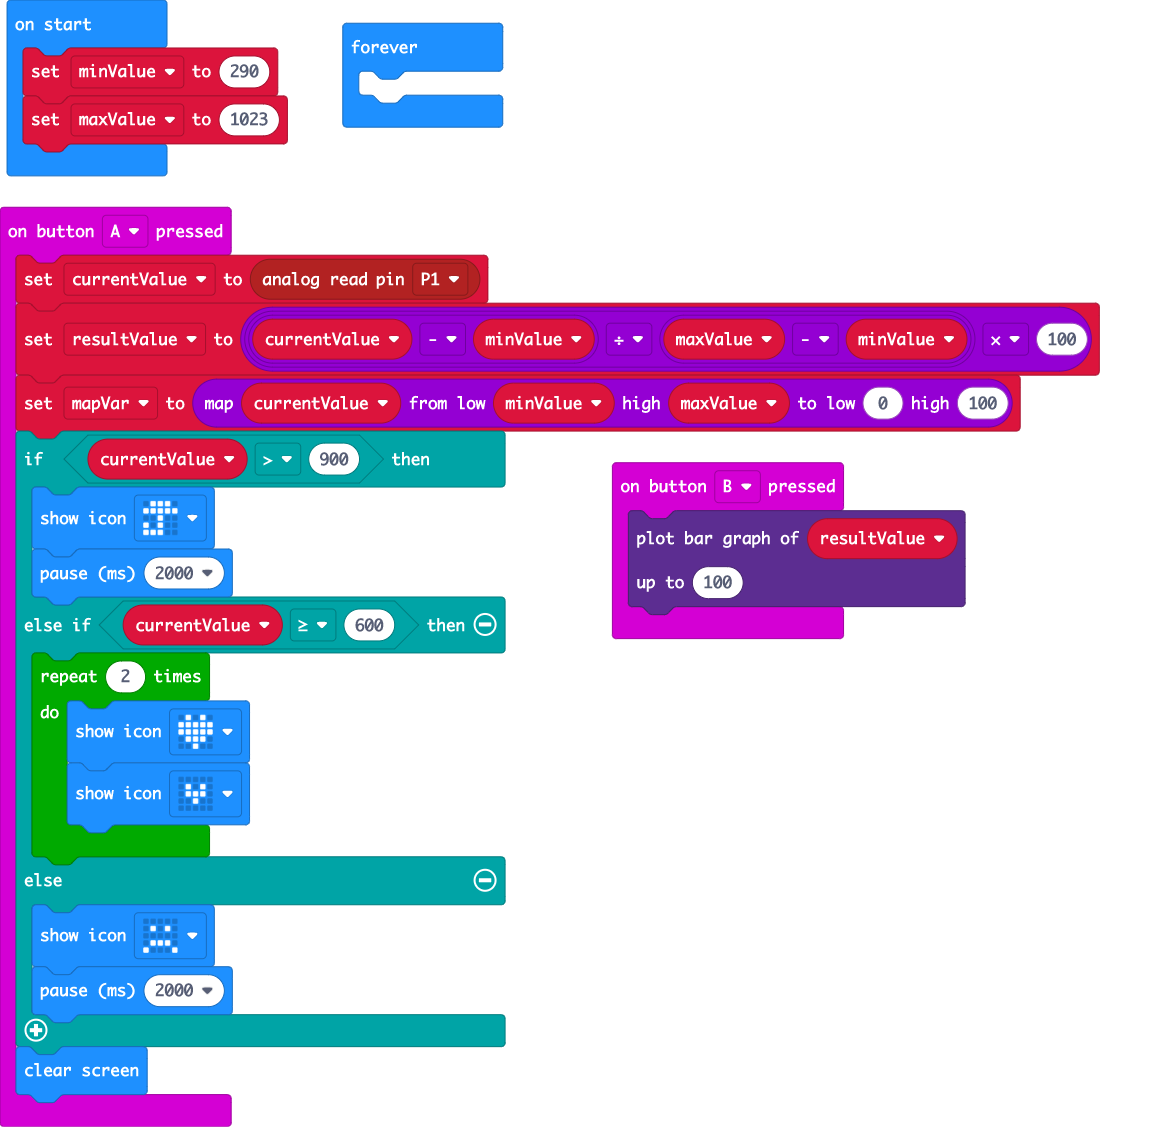 on start
set minValue to 290
set maxValue to 1023
forever
on button A pressed
set currentValue to analog read pin P1
set resultValue to currentValue - minValue ÷ maxValue - minValue × 100
set mapVar to map currentValue from low minValue high maxValue to low 0 high 100
if currentValue > 900 then
show icon
pause (ms) 2000
else if currentValue ≥ 600 then
repeat 2 times
do
show icon
show icon
else
show icon
pause (ms) 2000
clear screen
on button B pressed
plot bar graph of resultValue
up to 100